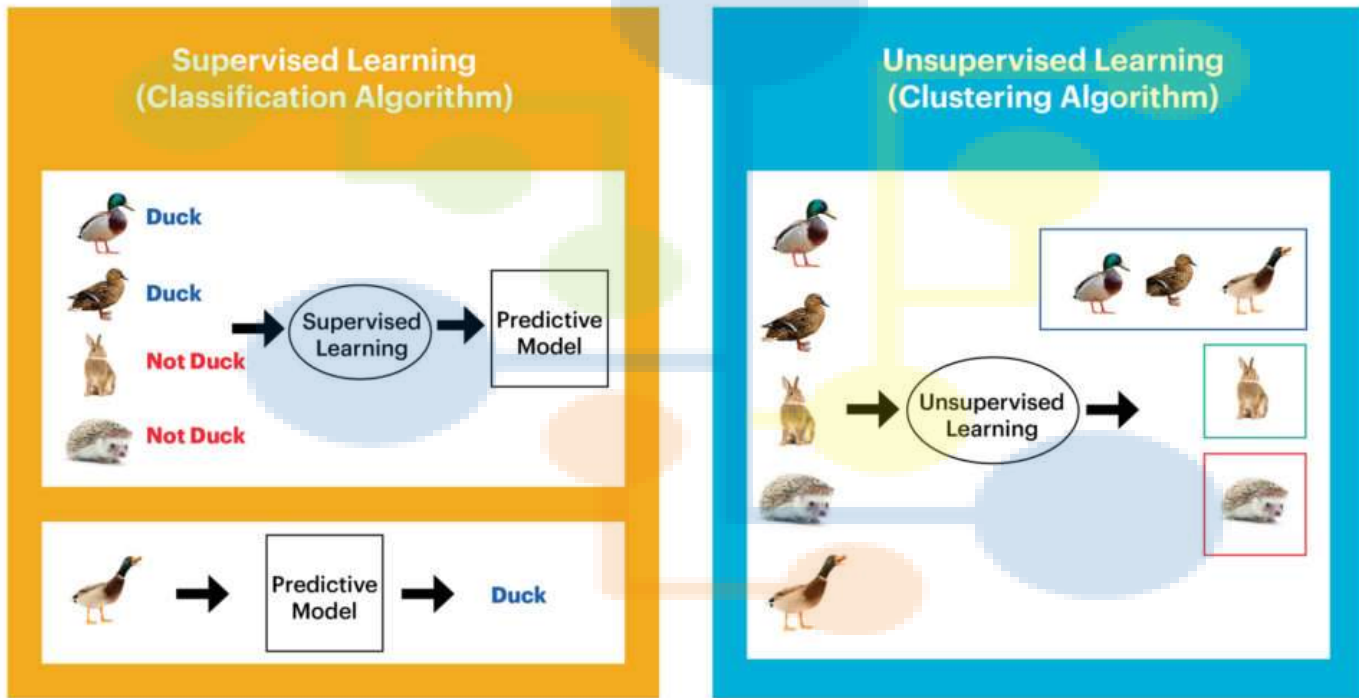 Supervised Learning
(Classification Algorithm)
Duck
Duck
Not Duck
Not Duck
Supervised
Learning
Predictive
Model
Predictive
Model
Duck
Unsupervised Learning
(Clustering Algorithm)
Unsupervised
Learning